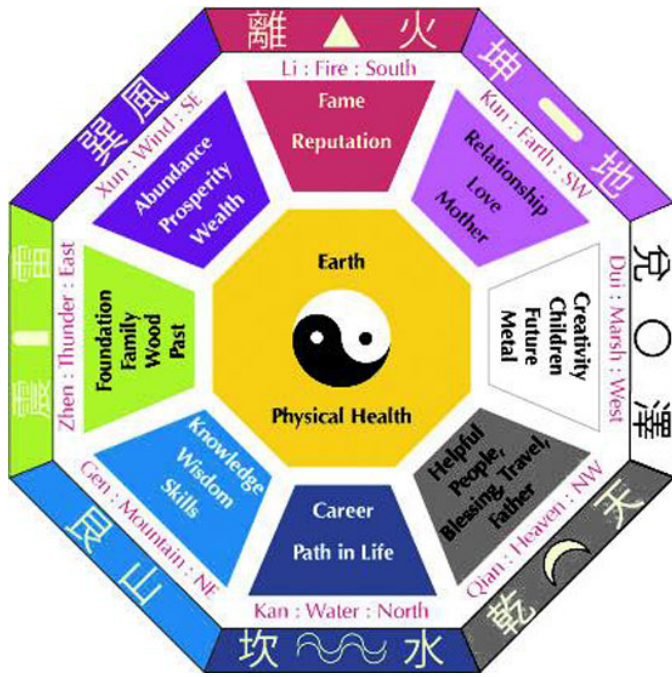 離 火
Li : Fire : South
Fame
Reputation
坤 地
Kun : Earth : SW
Relationship
Love
Mother
兌 澤
Dui : Marsh : West
Creativity
Children
Future
Metal
乾 天
Qian : Heaven : NW
Helpful
People,
Blessing, Travel,
Father
坎 水
Kan : Water : North
Career
Path in Life
艮 山
Gen : Mountain : NE
Knowledge
Wisdom
Skills
震 雷
Zhen : Thunder : East
Foundation
Family
Wood
Past
巽 風
Xun : Wind : SE
Abundance
Prosperity
Wealth
Earth
Physical Health